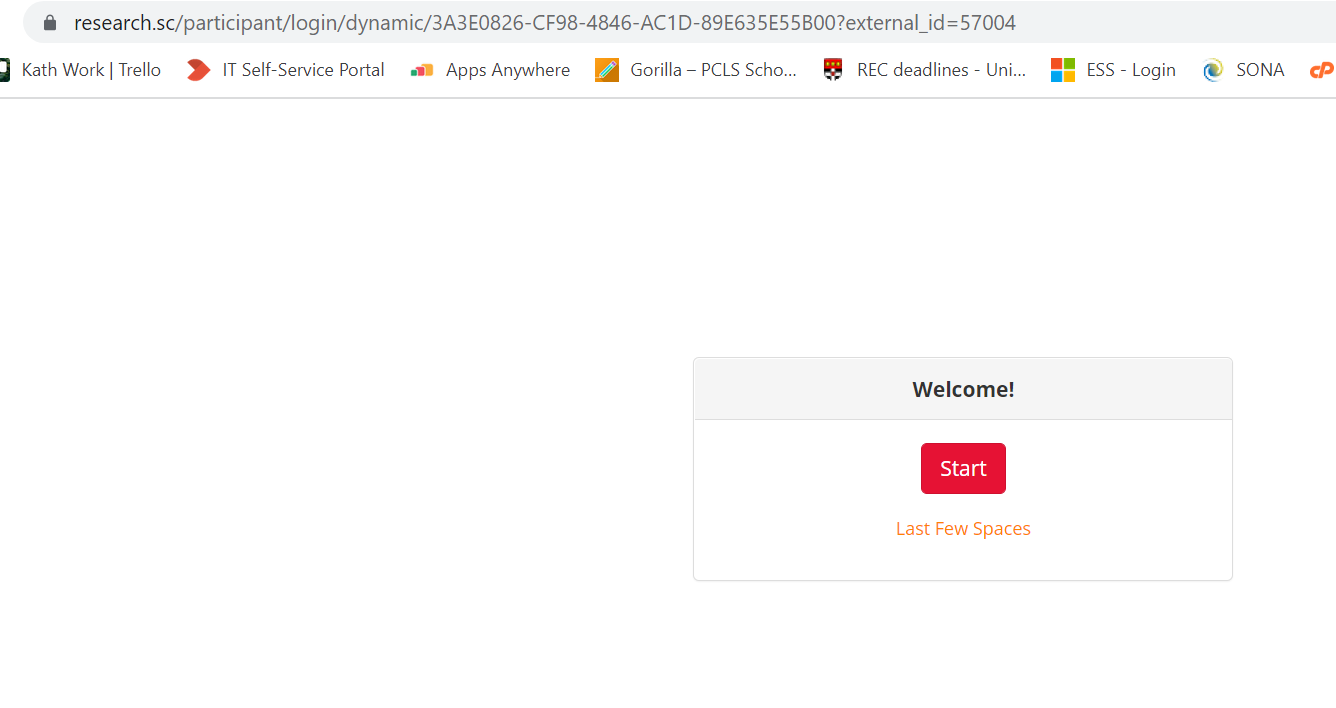 research.sc/participant/login/dynamic/3A3E0826-CF98-4846-AC1D-89E635E55B00?external_id=57004
Kath Work | Trello IT Self-Service Portal Apps Anywhere Gorilla – PCLS Scho... REC deadlines - Uni... ESS - Login SONA cP
Welcome!
Start
Last Few Spaces